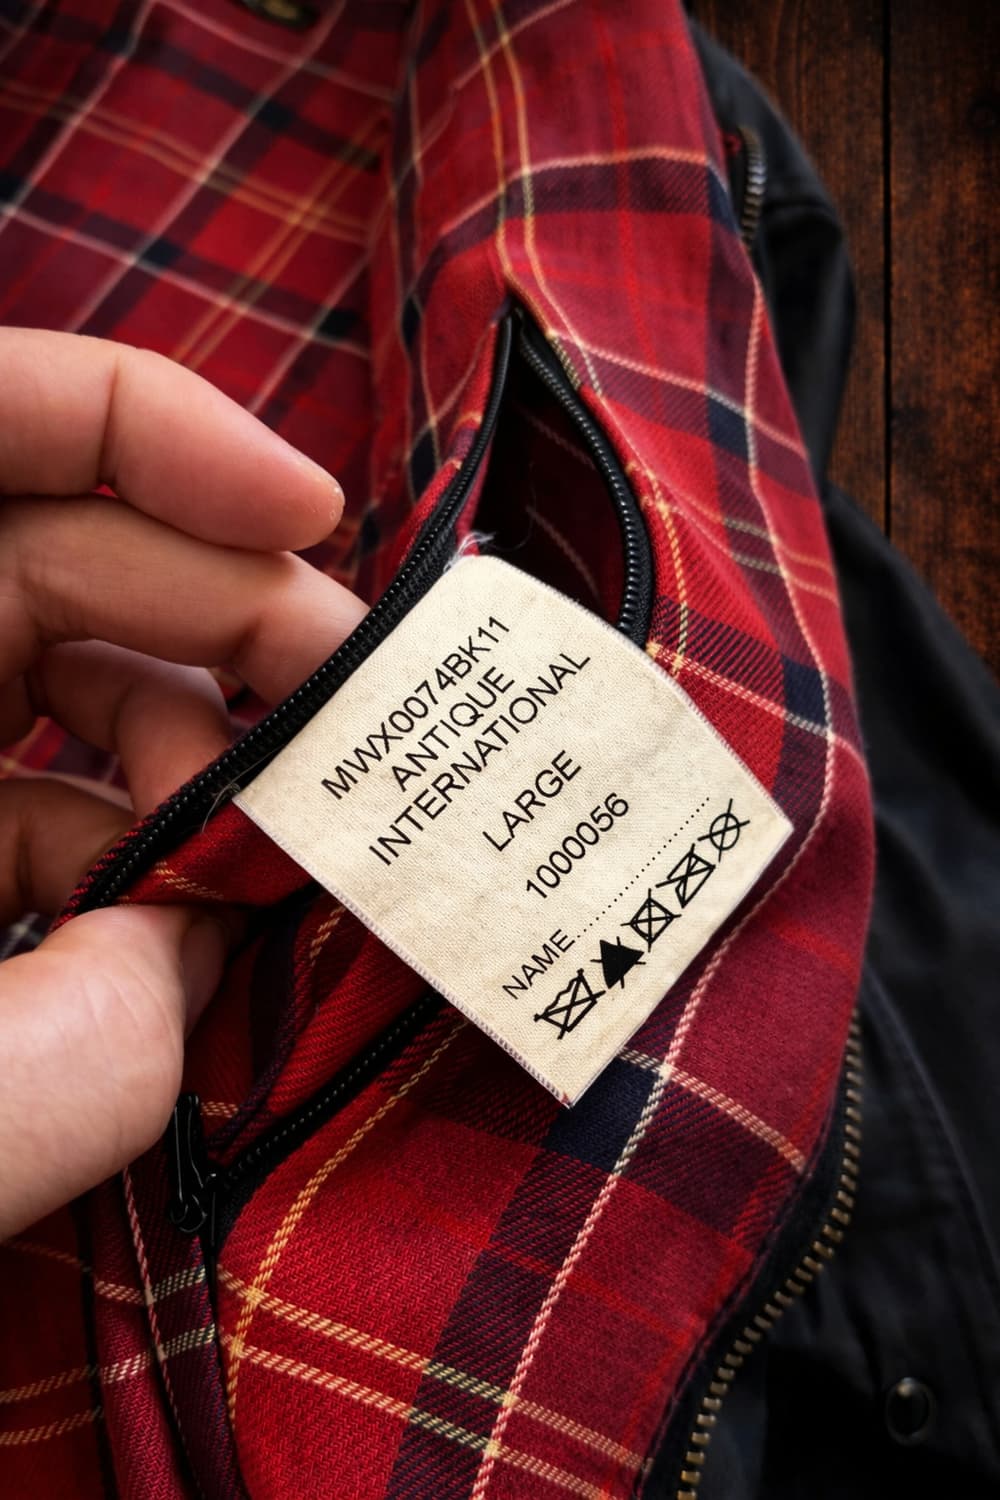 MWX0074BK11
ANTIQUE
INTERNATIONAL
LARGE
1000056
NAME....................